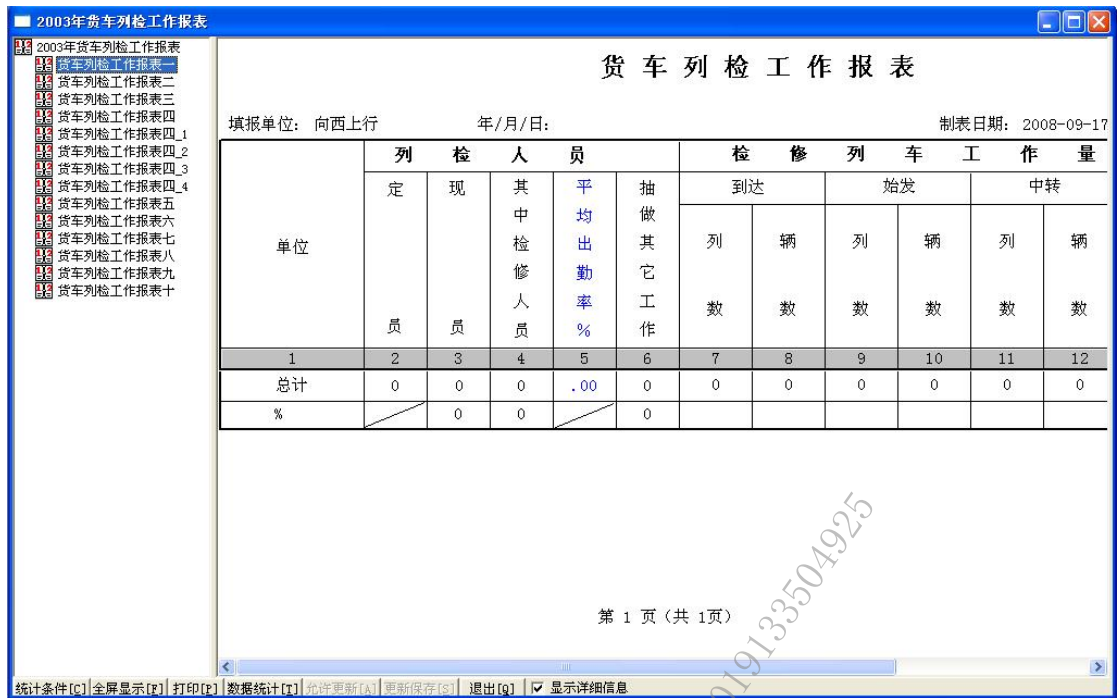 2003年货车列检工作报表
2003年货车列检工作报表
货车列检工作报表一
货车列检工作报表二
货车列检工作报表三
货车列检工作报表四
货车列检工作报表四_1
货车列检工作报表四_2
货车列检工作报表四_3
货车列检工作报表四_4
货车列检工作报表五
货车列检工作报表六
货车列检工作报表七
货车列检工作报表八
货车列检工作报表九
货车列检工作报表十
货车列检工作报表
填报单位: 向西上行 年/月/日: 制表日期: 2008-09-17
单位
列检人员 检修列车工作量
定员 现员 其中检修人员 平均出勤率% 抽做其它工作 到达 始发 中转
列数 辆数 列数 辆数 列数 辆数
1 2 3 4 5 6 7 8 9 10 11 12
总计 0 0 0 .00 0 0 0 0 0 0 0
% 0 0 0
第 1 页(共 1页)
统计条件[C] 全屏显示[F] 打印[P] 数据统计[T] 允许更新[A] 更新保存[S] 退出[Q] 显示详细信息